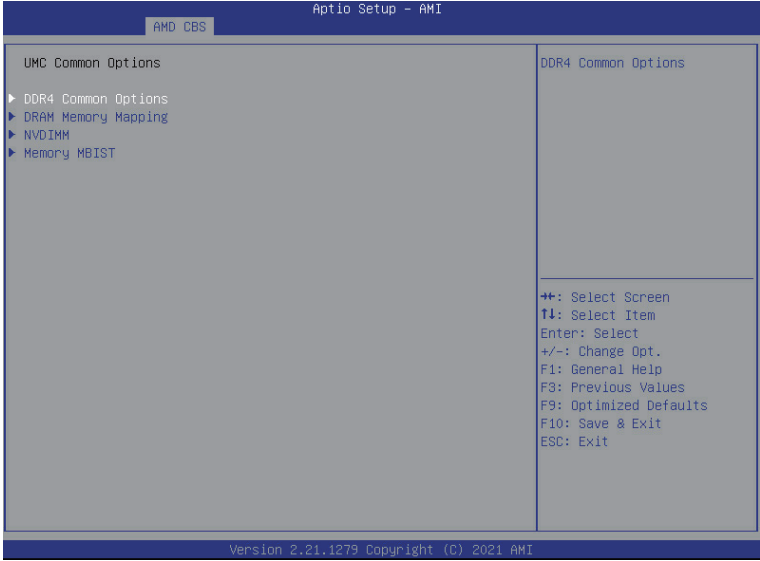 Aptio Setup – AMI
AMD CBS
UMC Common Options
DDR4 Common Options
DRAM Memory Mapping
NVDIMM
Memory MBIST
DDR4 Common Options
→←: Select Screen
↑↓: Select Item
Enter: Select
+/-: Change Opt.
F1: General Help
F3: Previous Values
F9: Optimized Defaults
F10: Save & Exit
ESC: Exit
Version 2.21.1279 Copyright (C) 2021 AMI